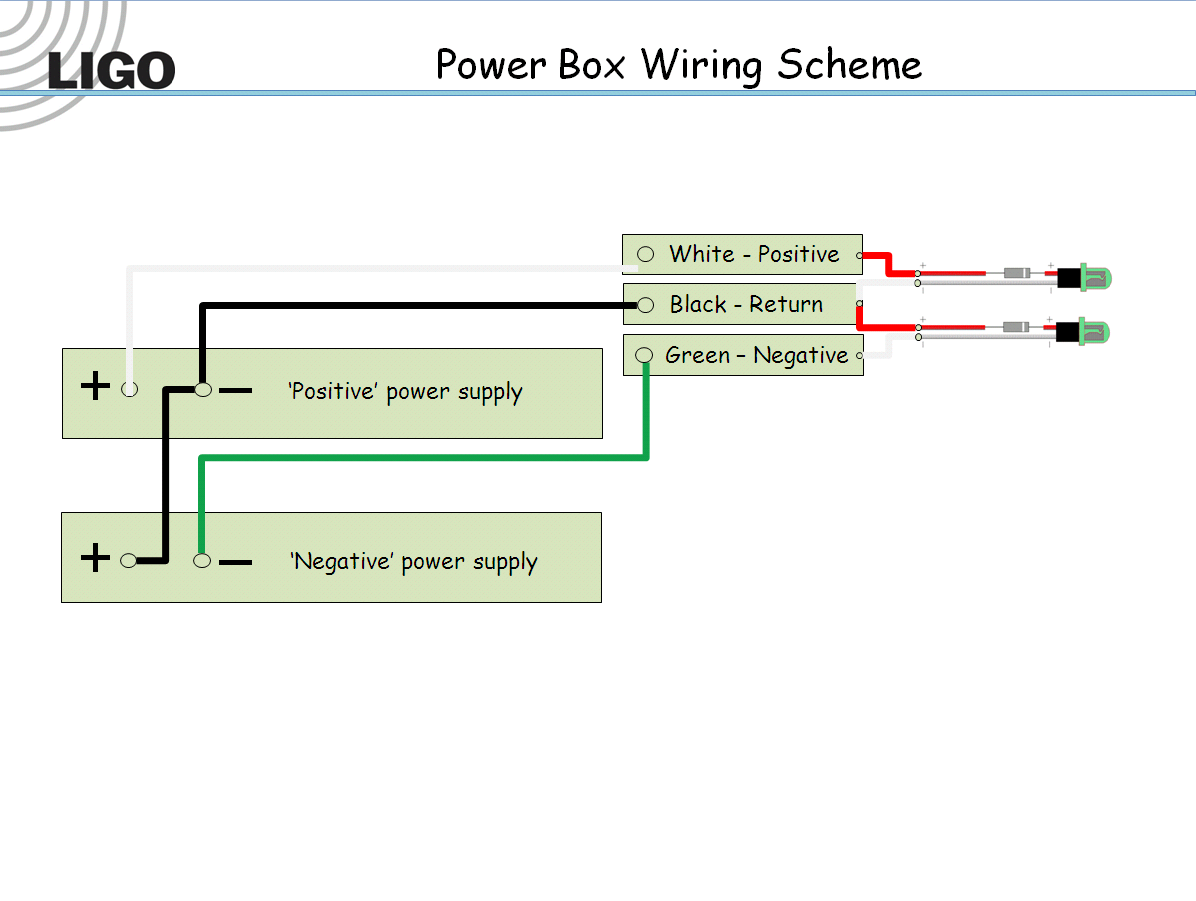 LIGO
Power Box Wiring Scheme
White - Positive
Black - Return
Green – Negative
+ – ‘Positive’ power supply
+ – ‘Negative’ power supply